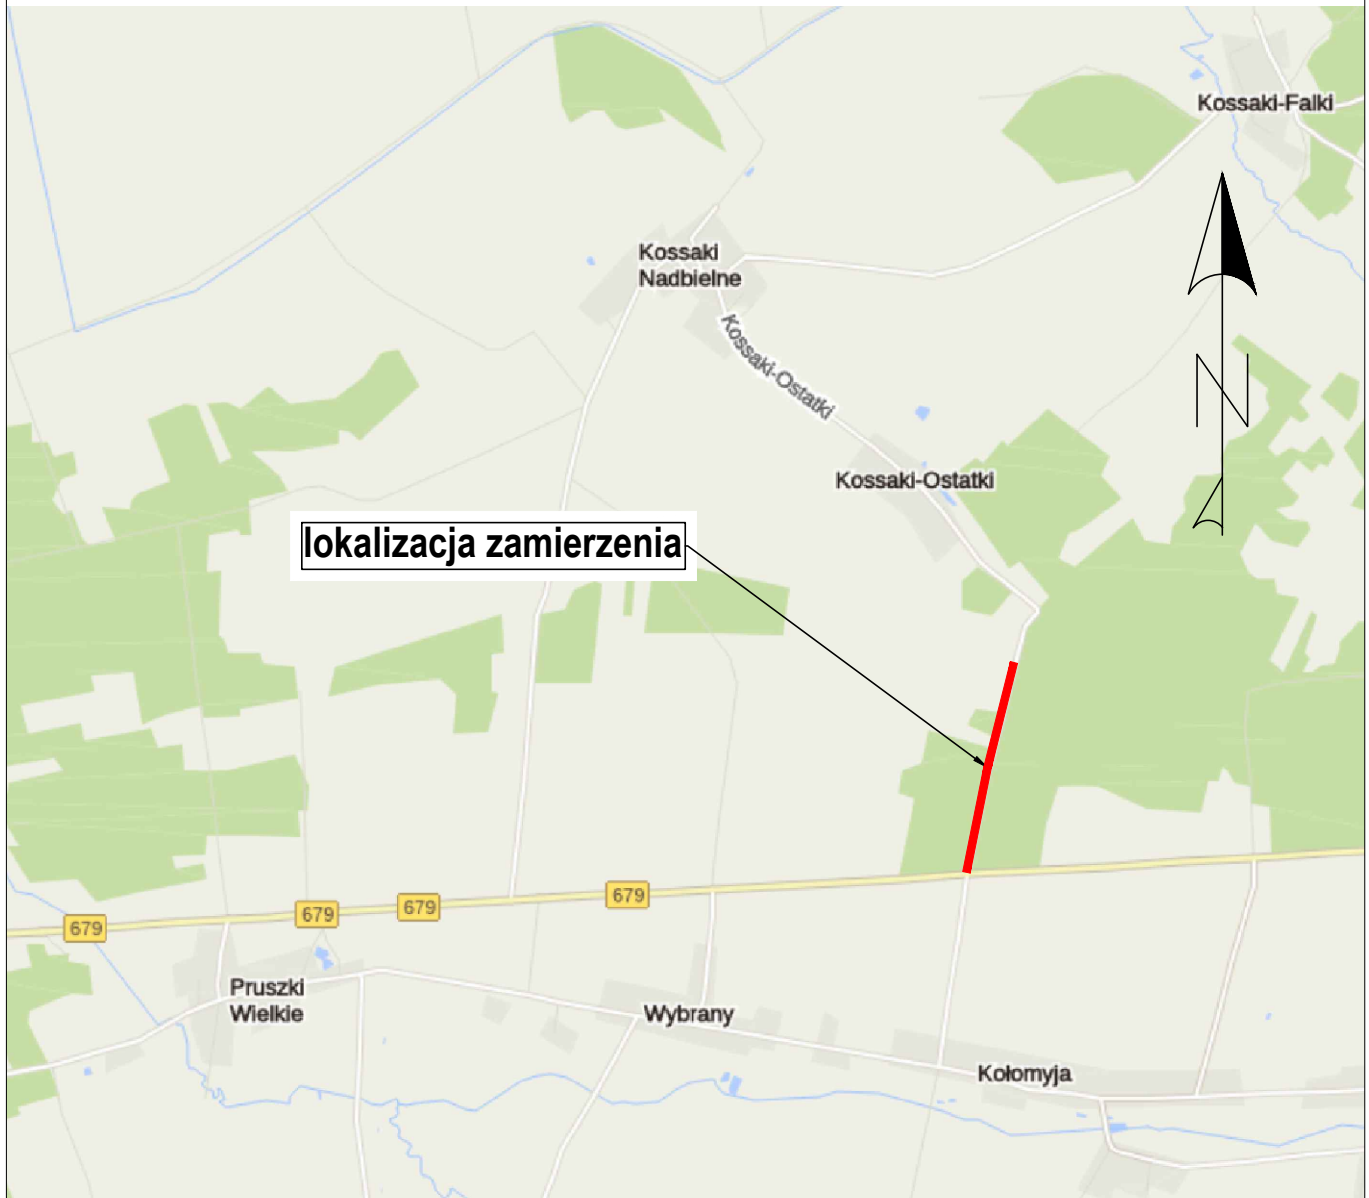 Kossaki-Falki
Kossaki
Nadbielne
Kossaki-Ostatki
N
Kossaki-Ostatki
lokalizacja zamierzenia
679
679
679
679
Pruszki
Wielkie
Wybrany
Kołomyja